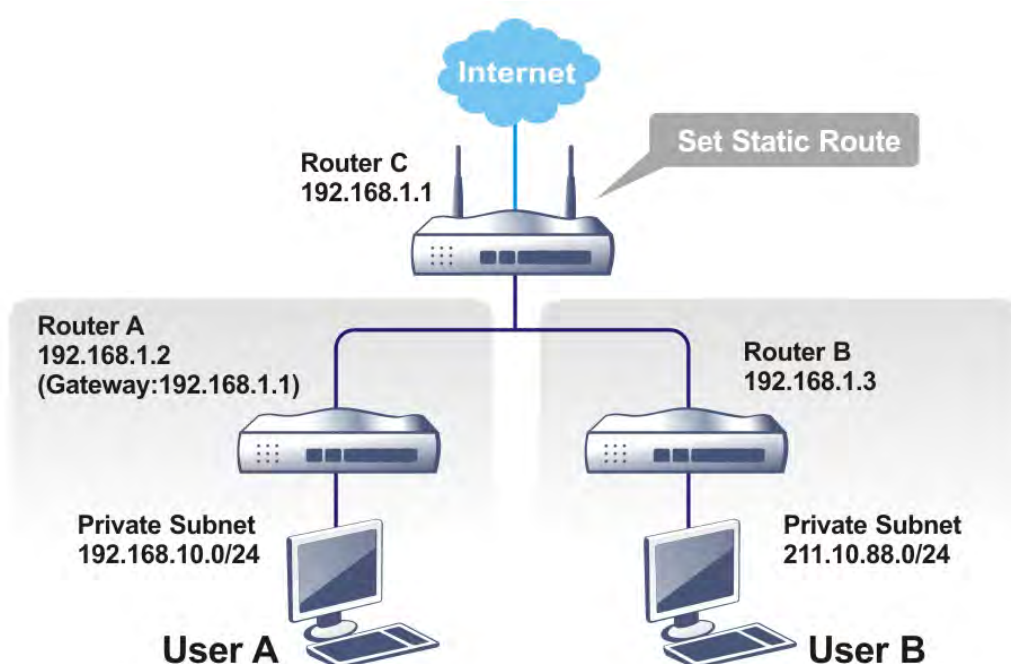 Internet
Set Static Route
Router C
192.168.1.1
Router A
192.168.1.2
(Gateway:192.168.1.1)
Router B
192.168.1.3
Private Subnet
192.168.10.0/24
Private Subnet
211.10.88.0/24
User A
User B